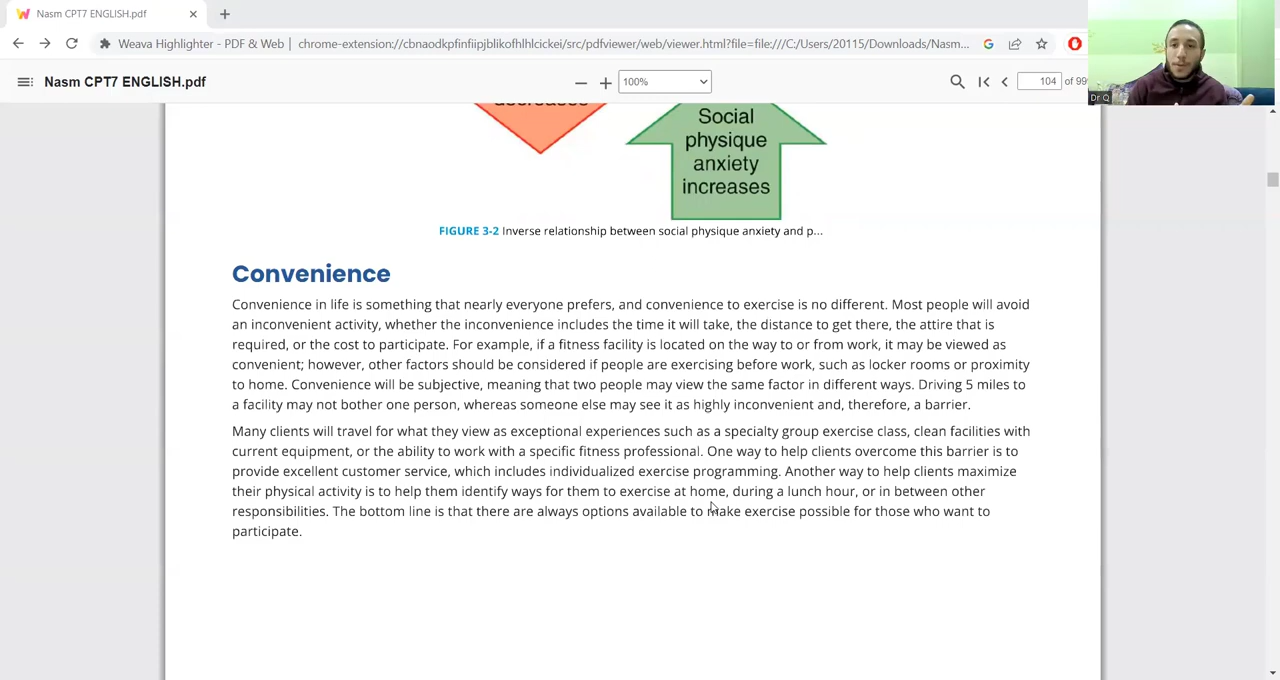 Nasm CPT7 ENGLISH.pdf
Weava Highlighter - PDF & Web | chrome-extension://cbnaodkpfinfiipjblikofhlhlcickei/src/pdfviewer/web/viewer.html?file=file:///C:/Users/20115/Downloads/Nasm...
Nasm CPT7 ENGLISH.pdf
100%
104 of 99
Dr Q
decreases
Social
physique
anxiety
increases
FIGURE 3-2 Inverse relationship between social physique anxiety and p...
Convenience
Convenience in life is something that nearly everyone prefers, and convenience to exercise is no different. Most people will avoid
an inconvenient activity, whether the inconvenience includes the time it will take, the distance to get there, the attire that is
required, or the cost to participate. For example, if a fitness facility is located on the way to or from work, it may be viewed as
convenient; however, other factors should be considered if people are exercising before work, such as locker rooms or proximity
to home. Convenience will be subjective, meaning that two people may view the same factor in different ways. Driving 5 miles to
a facility may not bother one person, whereas someone else may see it as highly inconvenient and, therefore, a barrier.
Many clients will travel for what they view as exceptional experiences such as a specialty group exercise class, clean facilities with
current equipment, or the ability to work with a specific fitness professional. One way to help clients overcome this barrier is to
provide excellent customer service, which includes individualized exercise programming. Another way to help clients maximize
their physical activity is to help them identify ways for them to exercise at home, during a lunch hour, or in between other
responsibilities. The bottom line is that there are always options available to make exercise possible for those who want to
participate.